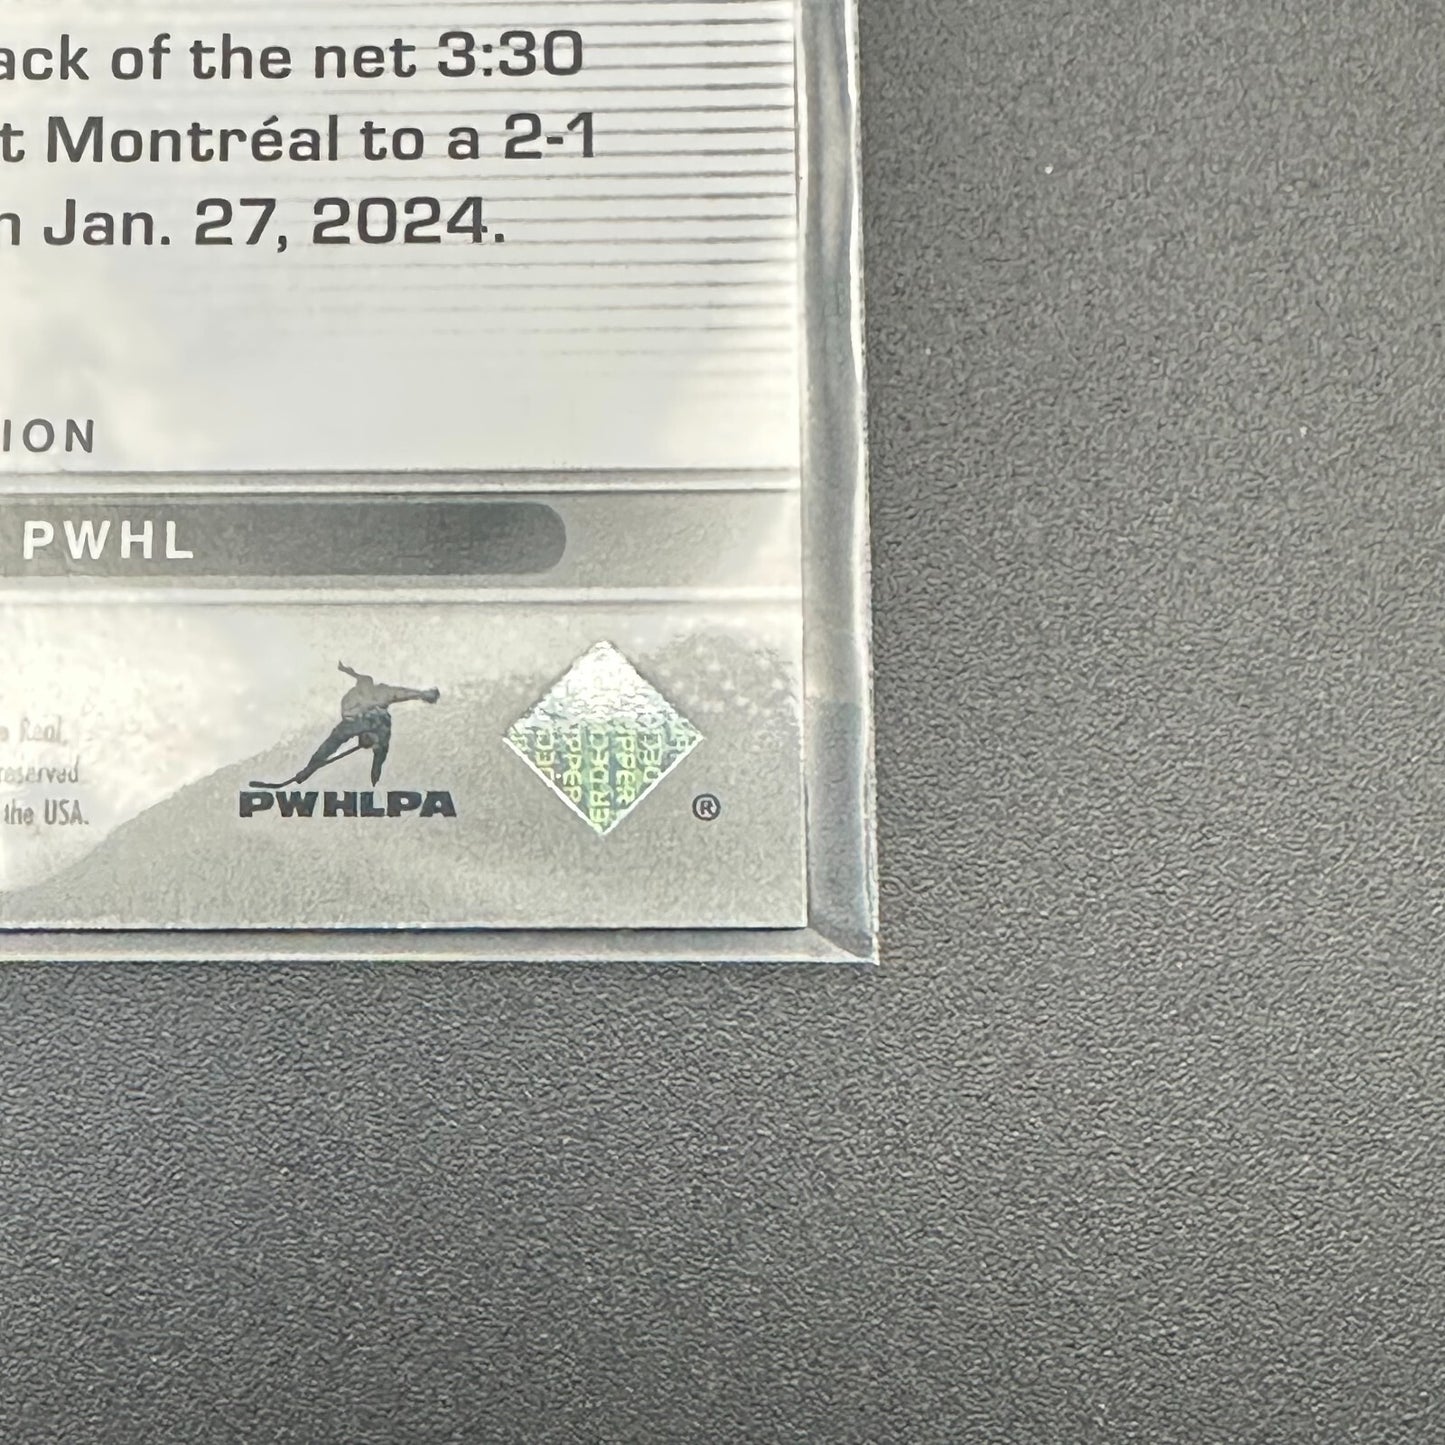 ack of the net 3:30
t Montréal to a 2-1
n Jan. 27, 2024.
ION
PWHL
Real,
reserved
the USA.
PWHLPA
®